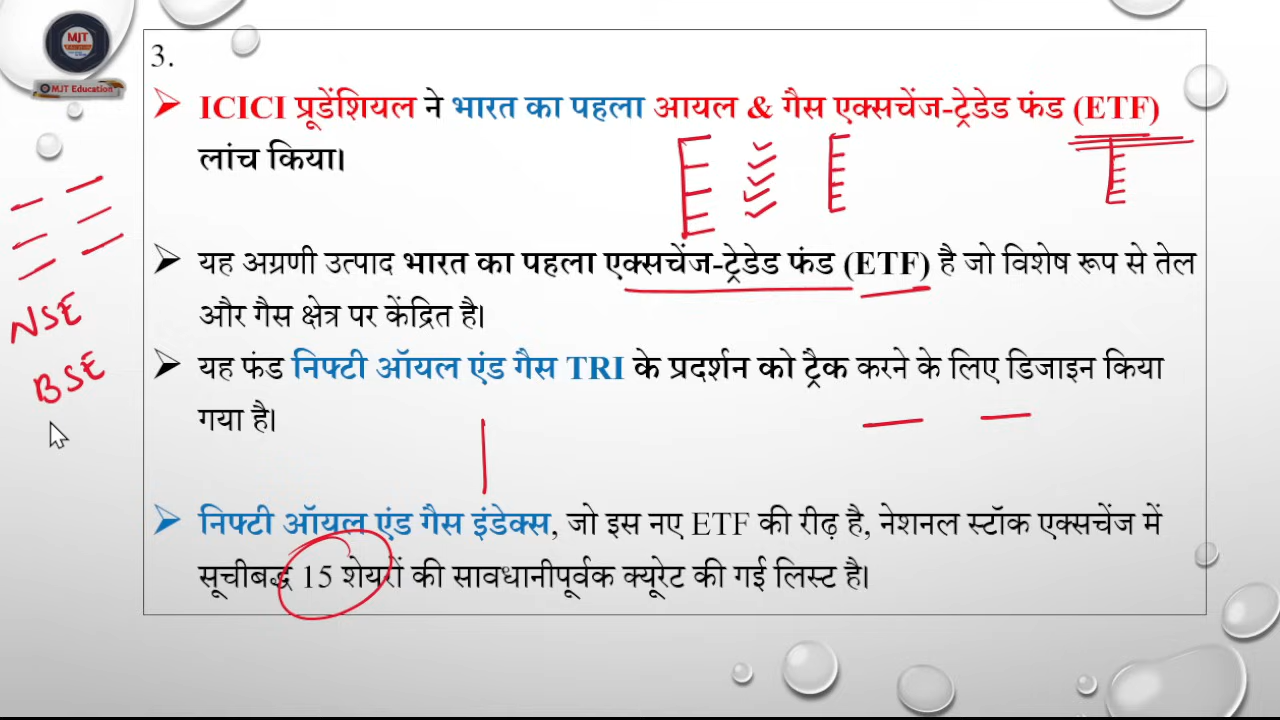 MJT
MJT Education
3.
ICICI प्रूडेंशियल ने भारत का पहला आयल & गैस एक्सचेंज-ट्रेडेड फंड (ETF)
लांच किया।
यह अग्रणी उत्पाद भारत का पहला एक्सचेंज-ट्रेडेड फंड (ETF) है जो विशेष रूप से तेल
और गैस क्षेत्र पर केंद्रित है।
NSE
यह फंड निफ्टी ऑयल एंड गैस TRI के प्रदर्शन को ट्रैक करने के लिए डिजाइन किया
BSE
गया है।
निफ्टी ऑयल एंड गैस इंडेक्स, जो इस नए ETF की रीढ़ है, नेशनल स्टॉक एक्सचेंज में
सूचीबद्ध 15 शेयरों की सावधानीपूर्वक क्यूरेट की गई लिस्ट है।